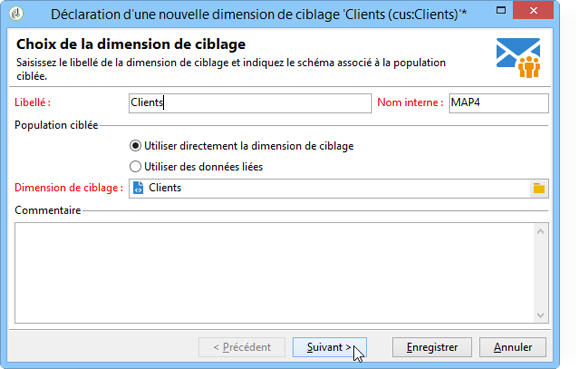 Déclaration d'une nouvelle dimension de ciblage 'Clients (cus:Clients)'*
Choix de la dimension de ciblage
Saisissez le libellé de la dimension de ciblage et indiquez le schéma associé à la population
ciblée.
Libellé : Clients Nom interne : MAP4
Population ciblée
Utiliser directement la dimension de ciblage
Utiliser des données liées
Dimension de ciblage : Clients
Commentaire
< Précédent Suivant > Enregistrer Annuler